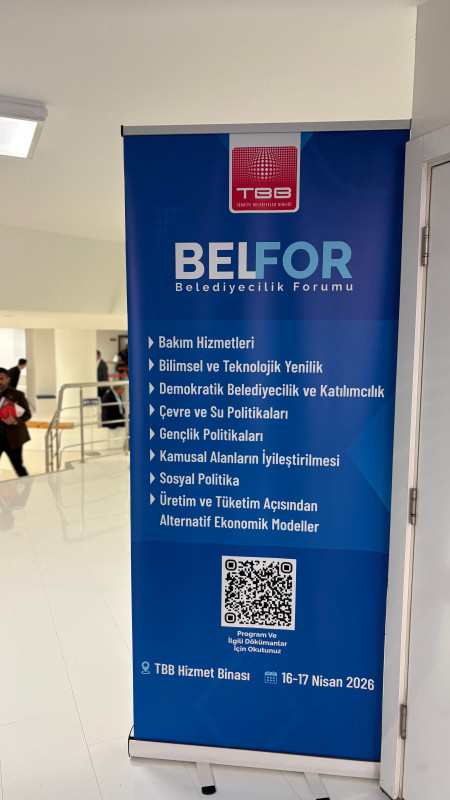 TBB
TÜRKİYE BELEDİYELER BİRLİĞİ
BELFOR
Belediyecilik Forumu
Bakım Hizmetleri
Bilimsel ve Teknolojik Yenilik
Demokratik Belediyecilik ve Katılımcılık
Çevre ve Su Politikaları
Gençlik Politikaları
Kamusal Alanların İyileştirilmesi
Sosyal Politika
Üretim ve Tüketim Açısından
Alternatif Ekonomik Modeller
Program Ve
İlgili Dökümanlar
İçin Okutunuz
TBB Hizmet Binası
16-17 Nisan 2026